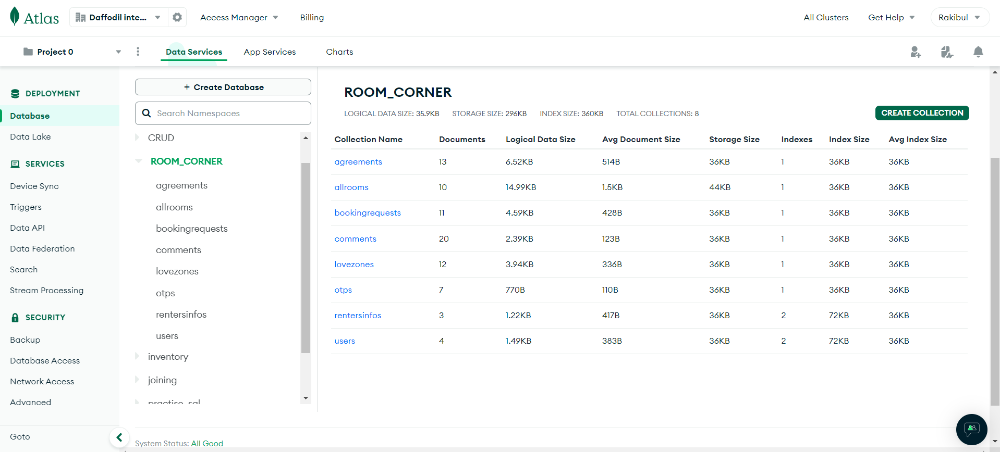 Atlas
Daffodil inte...
Access Manager
Billing
All Clusters
Get Help
Rakibul
Project 0
Data Services
App Services
Charts
DEPLOYMENT
Database
Data Lake
SERVICES
Device Sync
Triggers
Data API
Data Federation
Search
Stream Processing
SECURITY
Backup
Database Access
Network Access
Advanced
Goto
+ Create Database
Search Namespaces
CRUD
ROOM_CORNER
agreements
allrooms
bookingrequests
comments
lovezones
otps
rentersinfos
users
inventory
joining
practise_sql
ROOM_CORNER
LOGICAL DATA SIZE: 35.9KB STORAGE SIZE: 296KB INDEX SIZE: 360KB TOTAL COLLECTIONS: 8
CREATE COLLECTION
Collection Name Documents Logical Data Size Avg Document Size Storage Size Indexes Index Size Avg Index Size
agreements 13 6.52KB 514B 36KB 1 36KB 36KB
allrooms 10 14.99KB 1.5KB 44KB 1 36KB 36KB
bookingrequests 11 4.59KB 428B 36KB 1 36KB 36KB
comments 20 2.39KB 123B 36KB 1 36KB 36KB
lovezones 12 3.94KB 336B 36KB 1 36KB 36KB
otps 7 770B 110B 36KB 1 36KB 36KB
rentersinfos 3 1.22KB 417B 36KB 2 72KB 36KB
users 4 1.49KB 383B 36KB 2 72KB 36KB
System Status: All Good